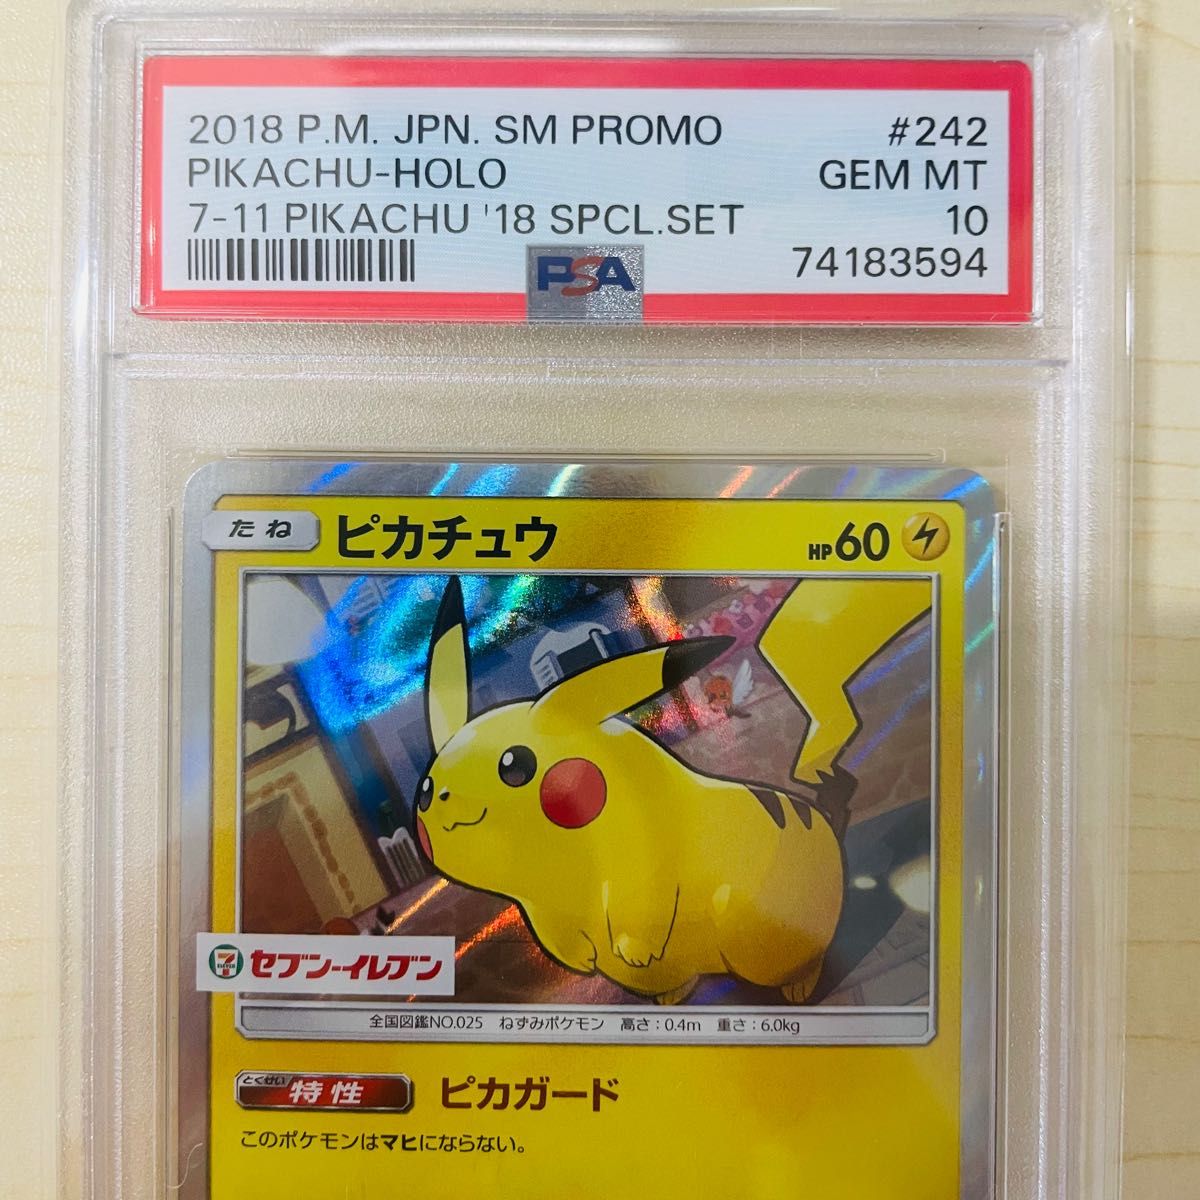 2018 P.M. JPN. SM PROMO #242
PIKACHU-HOLO GEM MT
7-11 PIKACHU '18 SPCL.SET 10
74183594
PSA
たね ピカチュウ HP60
7 ELEVEN セブン-イレブン
全国図鑑NO.025 ねずみポケモン 高さ:0.4m 重さ:6.0kg
とくせい
特性 ピカガード
このポケモンはマヒにならない。